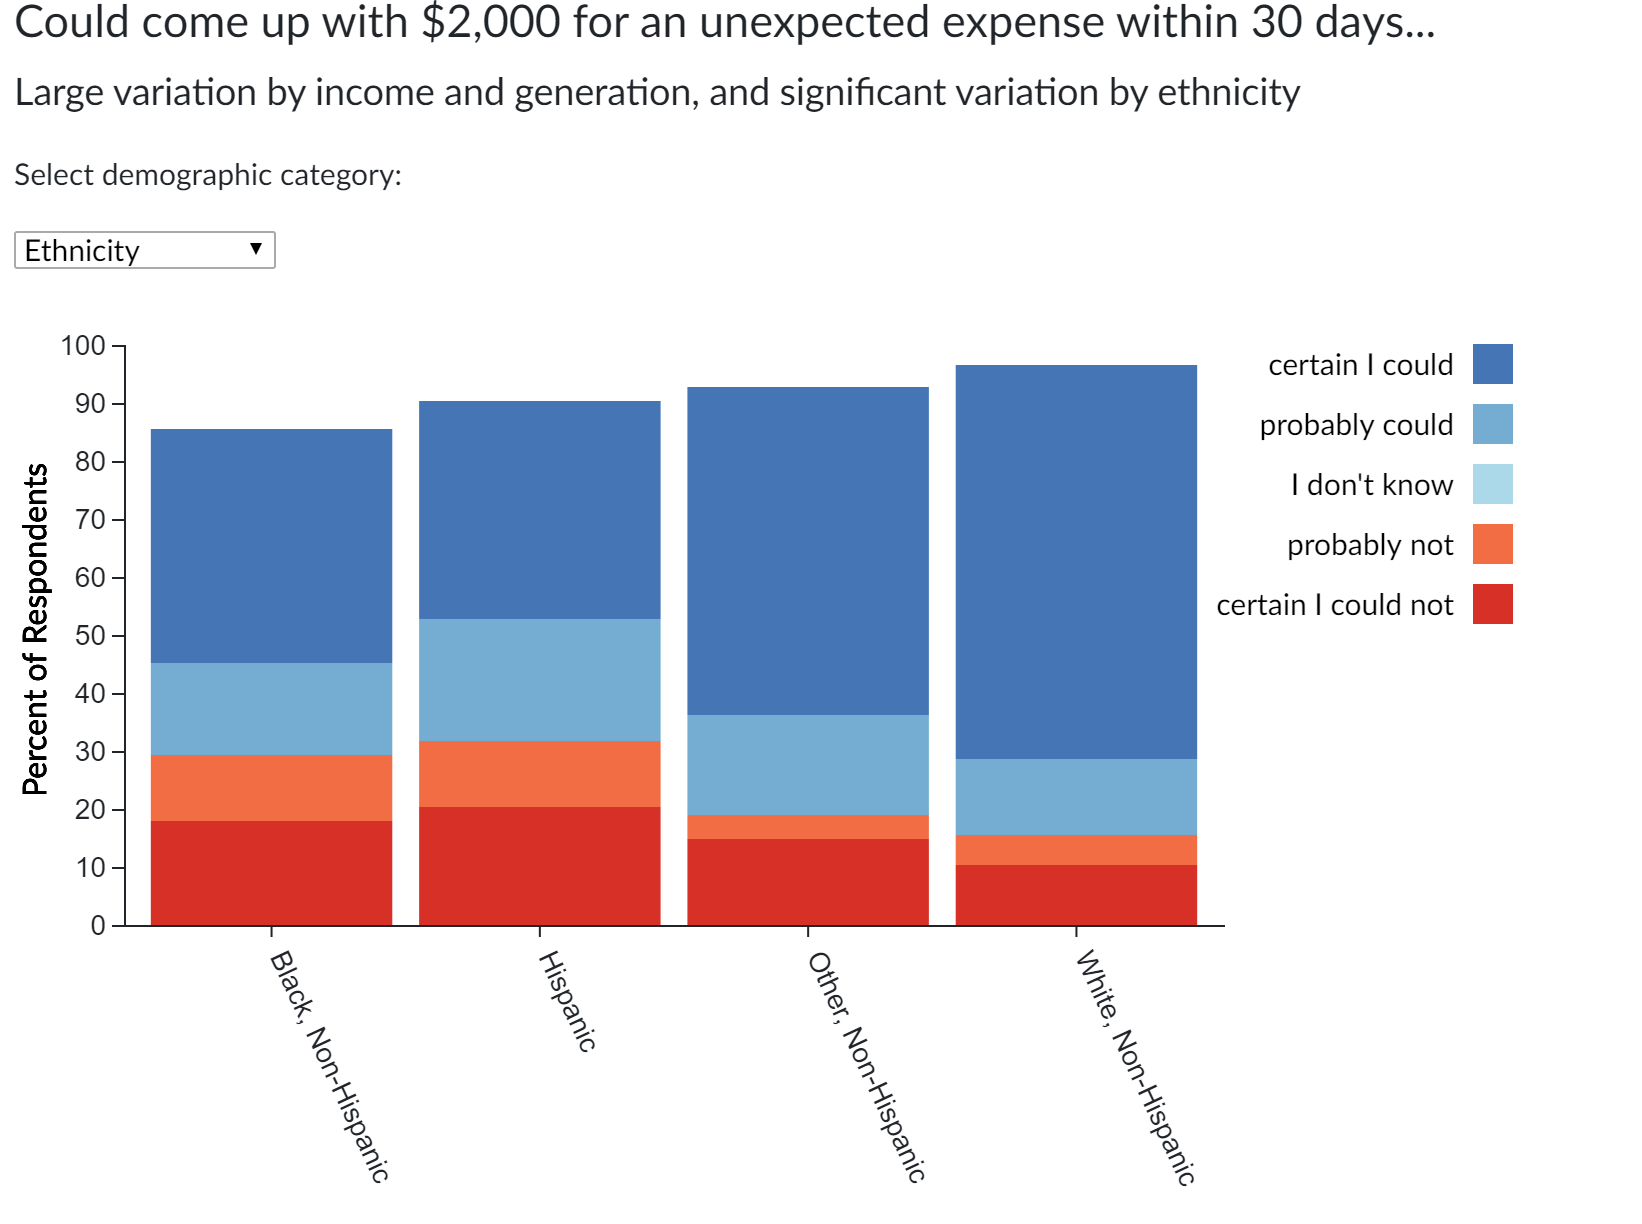 Could come up with $2,000 for an unexpected expense within 30 days...
Large variation by income and generation, and significant variation by ethnicity
Select demographic category:
Ethnicity
100
90
80
70
60
50
40
30
20
10
0
Percent of Respondents
certain I could
probably could
I don't know
probably not
certain I could not
Black, Non-Hispanic
Hispanic
Other, Non-Hispanic
White, Non-Hispanic